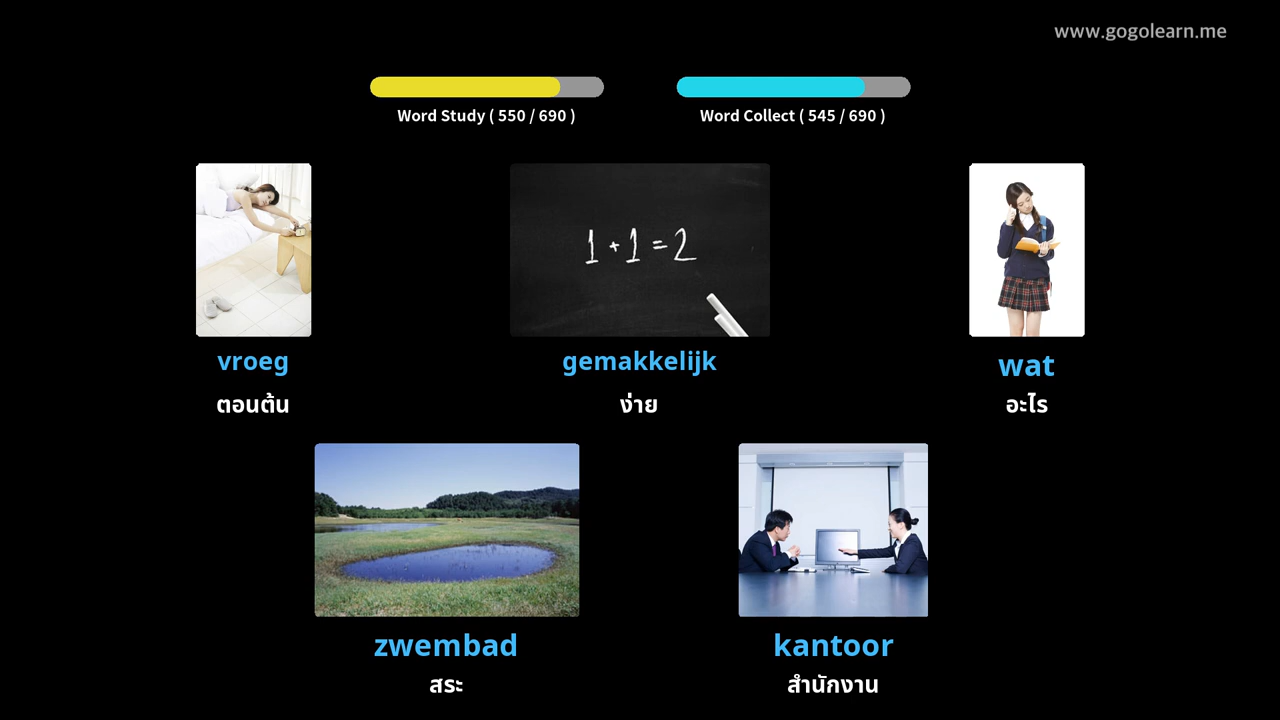 www.gogolearn.me
Word Study ( 550 / 690 )
Word Collect ( 545 / 690 )
1 + 1 = 2
vroeg
gemakkelijk
wat
ตอนต้น
ง่าย
อะไร
zwembad
kantoor
สระ
สำนักงาน